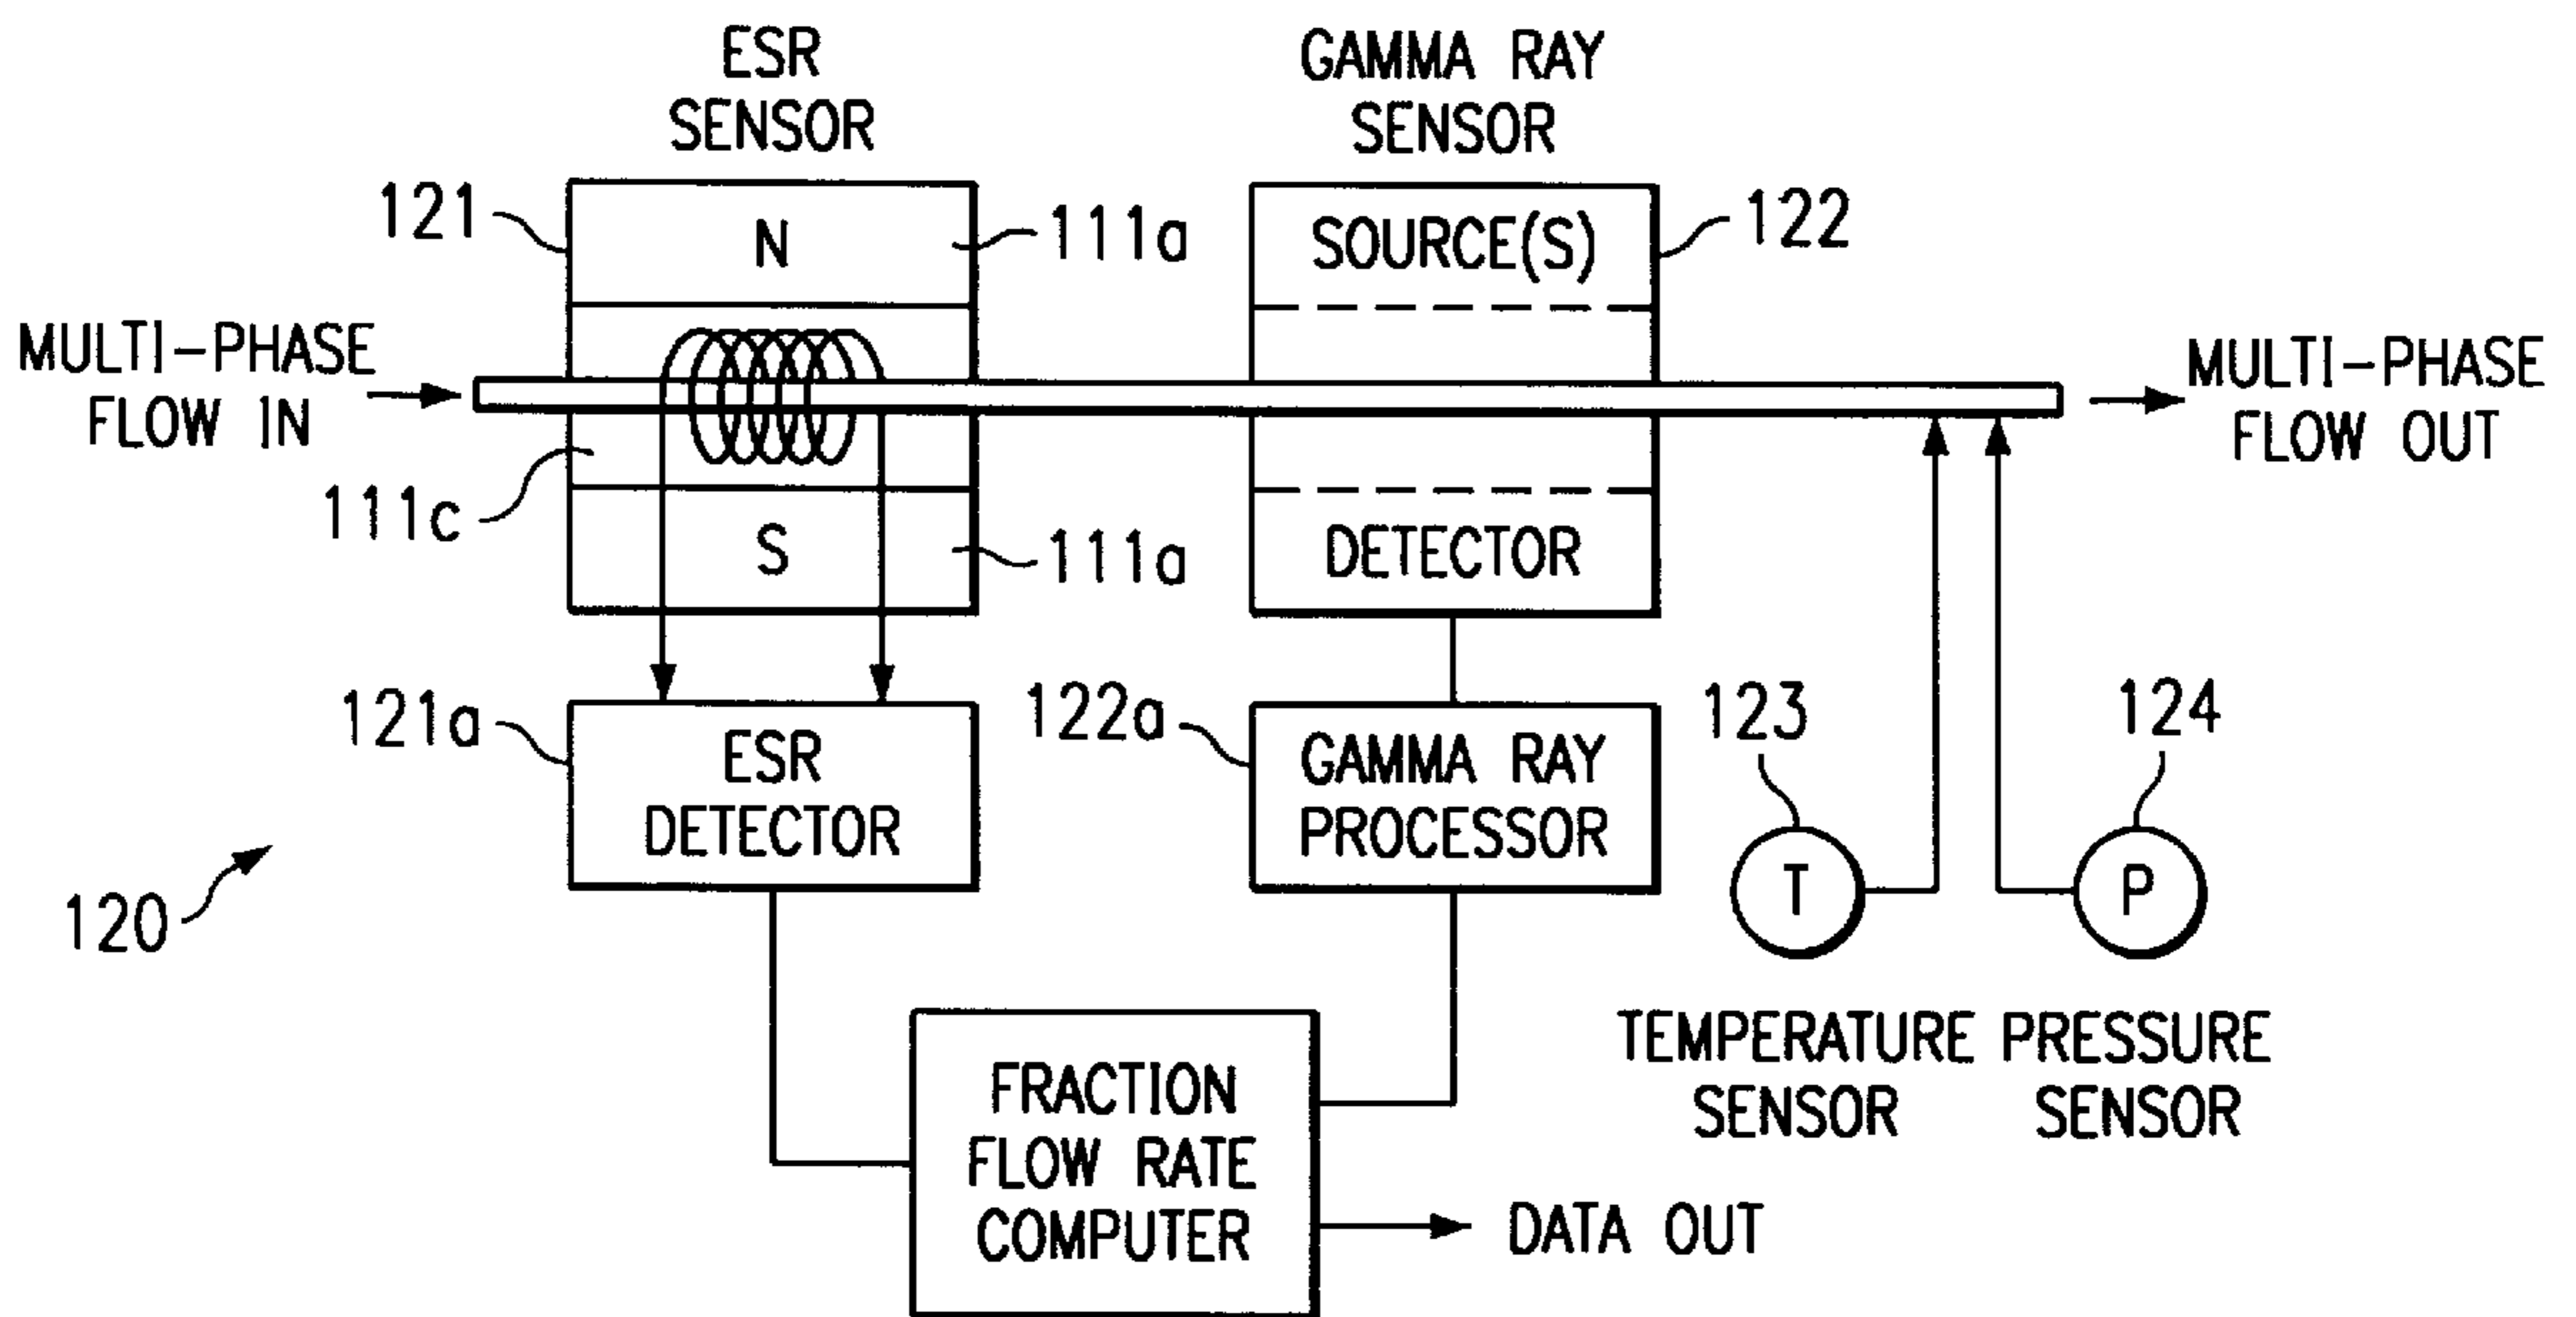 ESR
SENSOR
GAMMA RAY
SENSOR
121
N
111a
SOURCE(S)
122
MULTI-PHASE
FLOW IN
MULTI-PHASE
FLOW OUT
111c
S
111a
DETECTOR
121a
ESR
DETECTOR
122a
GAMMA RAY
PROCESSOR
123
124
T
P
120
TEMPERATURE
SENSOR
PRESSURE
SENSOR
FRACTION
FLOW RATE
COMPUTER
DATA OUT